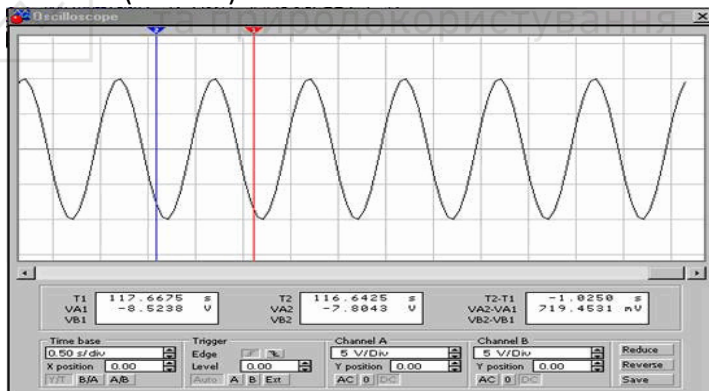 Oscilloscope
та природокористування
2 1
T1 117.6675 s T2 116.6425 s T2-T1 -1.0250 s
VA1 -8.5238 V VA2 -7.8043 V VA2-VA1 719.4531 mV
VB1 VB2 VB2-VB1
Time base Trigger Channel A Channel B
0.50 s/div Edge 5 V/Div 5 V/Div Reduce
X position 0.00 Level 0.00 Y position 0.00 Y position 0.00 Reverse
Y/T B/A A/B Auto A B Ext AC 0 DC AC 0 DC Save